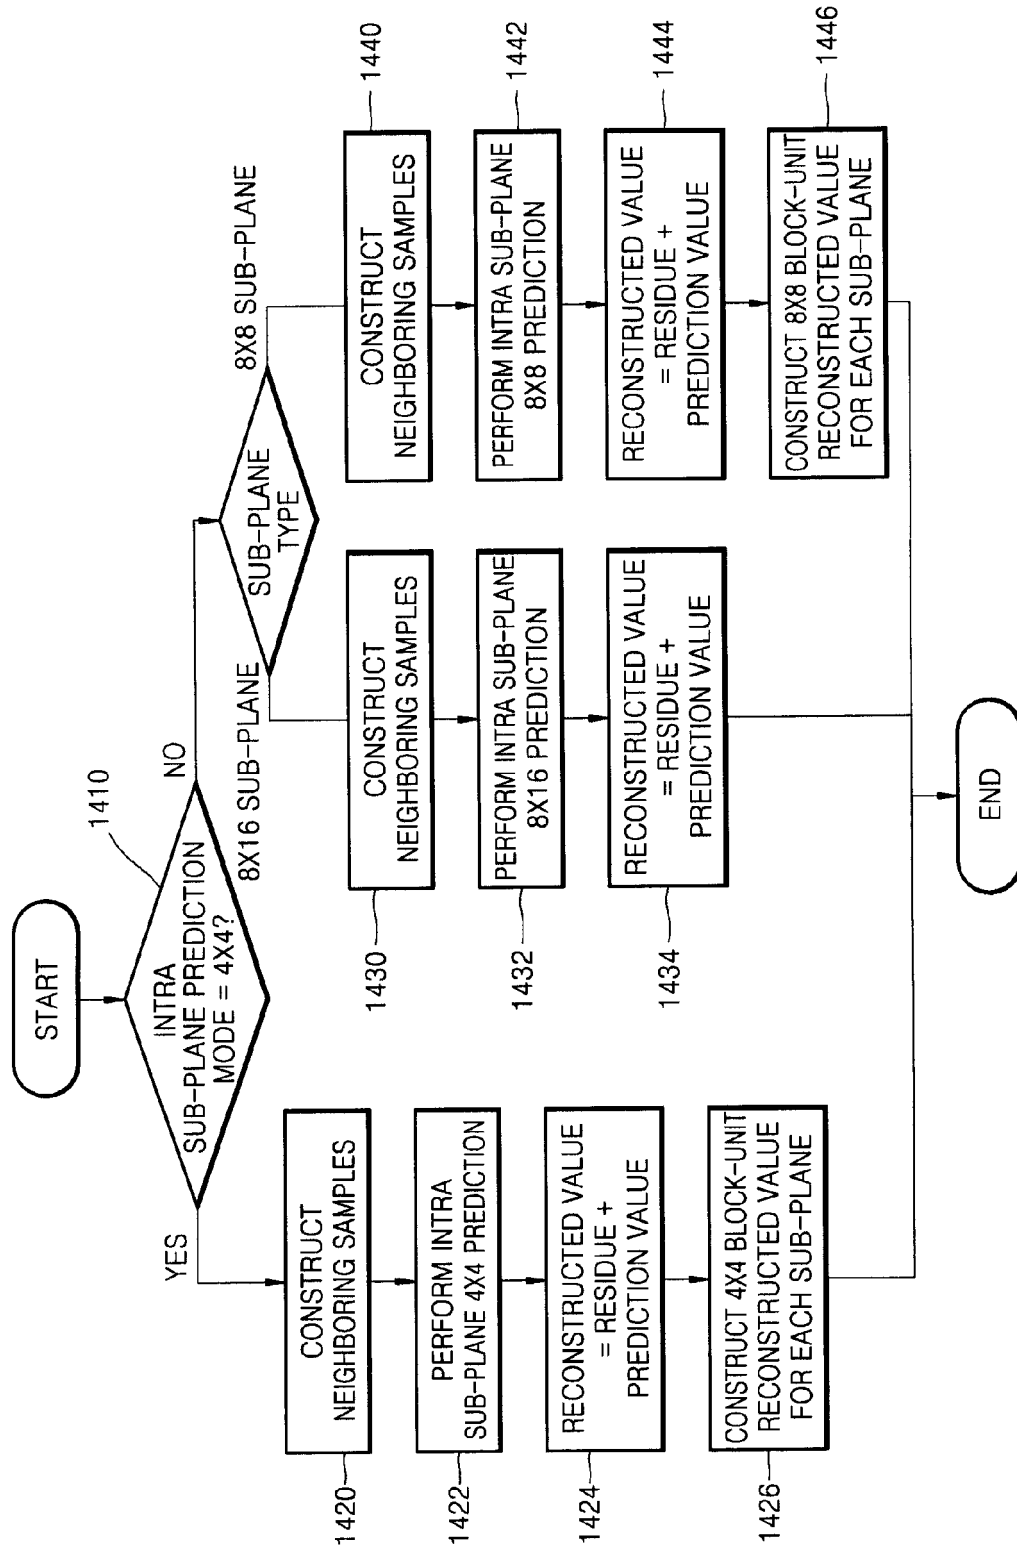 START
INTRA
SUB-PLANE PREDICTION
MODE = 4X4?
1410
YES
NO
CONSTRUCT
NEIGHBORING SAMPLES
1420
PERFORM INTRA
SUB-PLANE 4X4 PREDICTION
1422
RECONSTRUCTED VALUE
= RESIDUE +
PREDICTION VALUE
1424
CONSTRUCT 4X4 BLOCK-UNIT
RECONSTRUCTED VALUE
FOR EACH SUB-PLANE
1426
SUB-PLANE
TYPE
8X16 SUB-PLANE
8X8 SUB-PLANE
CONSTRUCT
NEIGHBORING SAMPLES
1430
PERFORM INTRA SUB-PLANE
8X16 PREDICTION
1432
RECONSTRUCTED VALUE
= RESIDUE +
PREDICTION VALUE
1434
CONSTRUCT
NEIGHBORING SAMPLES
1440
PERFORM INTRA SUB-PLANE
8X8 PREDICTION
1442
RECONSTRUCTED VALUE
= RESIDUE +
PREDICTION VALUE
1444
CONSTRUCT 8X8 BLOCK-UNIT
RECONSTRUCTED VALUE
FOR EACH SUB-PLANE
1446
END